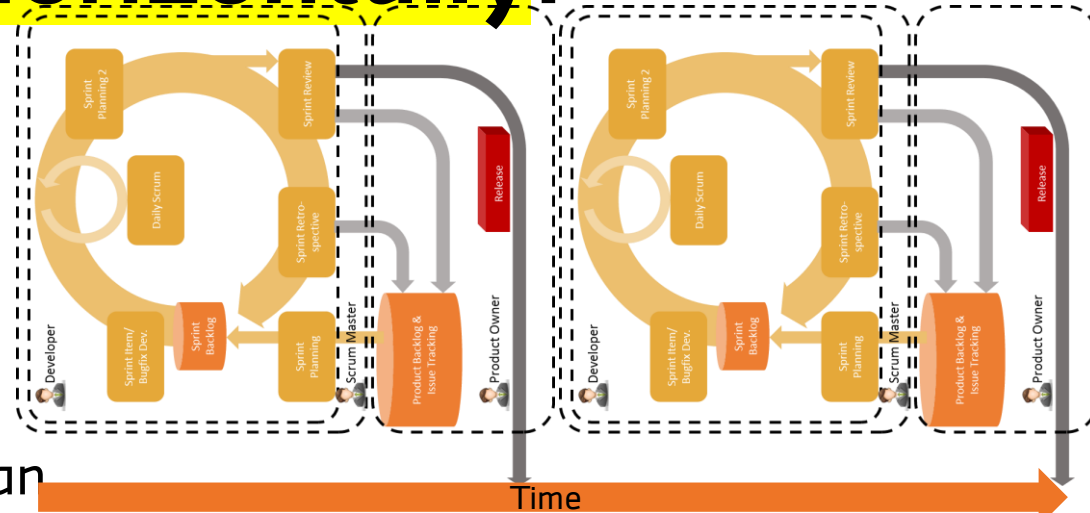 Sprint
Planning 2
Sprint Review
Daily Scrum
Release
Sprint Retro-
spective
Developer
Sprint Item/
Bugfix Dev.
Sprint
Backlog
Sprint
Planning
Scrum Master
Product Backlog &
Issue Tracking
Product Owner
Sprint
Planning 2
Sprint Review
Daily Scrum
Release
Sprint Retro-
spective
Developer
Sprint Item/
Bugfix Dev.
Sprint
Backlog
Sprint
Planning
Scrum Master
Product Backlog &
Issue Tracking
Product Owner
Time